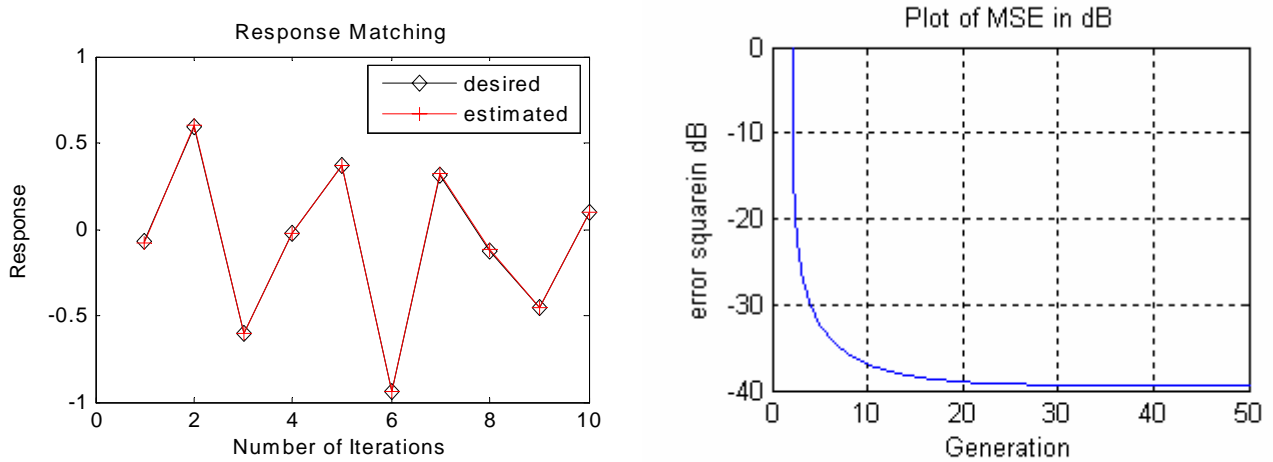 Response Matching
1
0.5
0
-0.5
-1
Response
desired
estimated
0 2 4 6 8 10
Number of Iterations
Plot of MSE in dB
0
-10
-20
-30
-40
error squarein dB
0 10 20 30 40 50
Generation